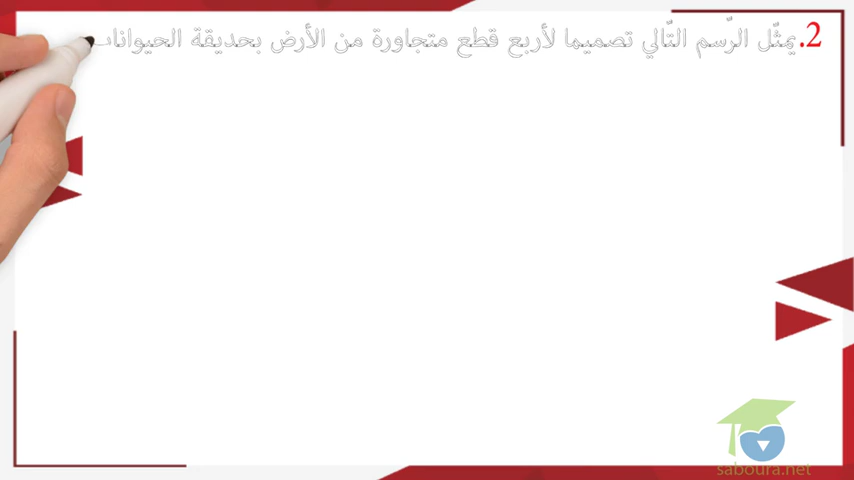 2. يمثّل الرّسم التّالي تصميما لأربع قطع متجاورة من الأرض بحديقة الحيوانات
saboura.net